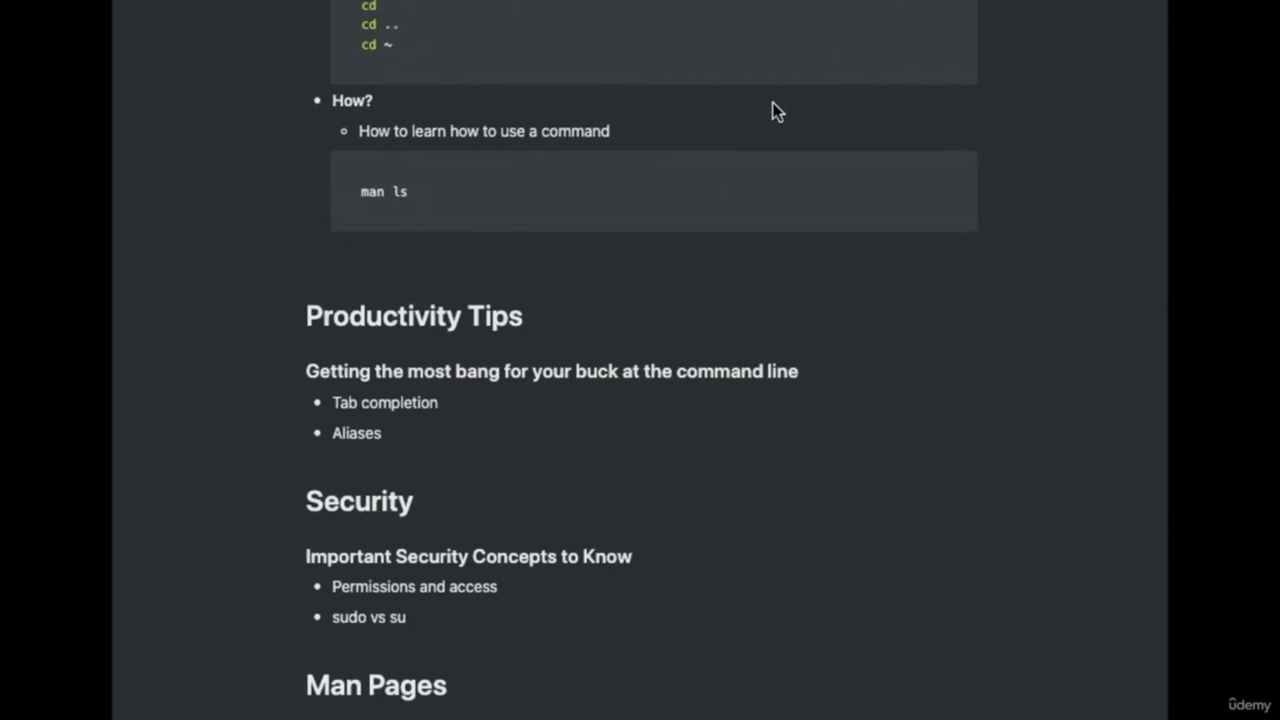 cd
cd ..
cd ~
How?
How to learn how to use a command
man ls
Productivity Tips
Getting the most bang for your buck at the command line
Tab completion
Aliases
Security
Important Security Concepts to Know
Permissions and access
sudo vs su
Man Pages
ûdemy